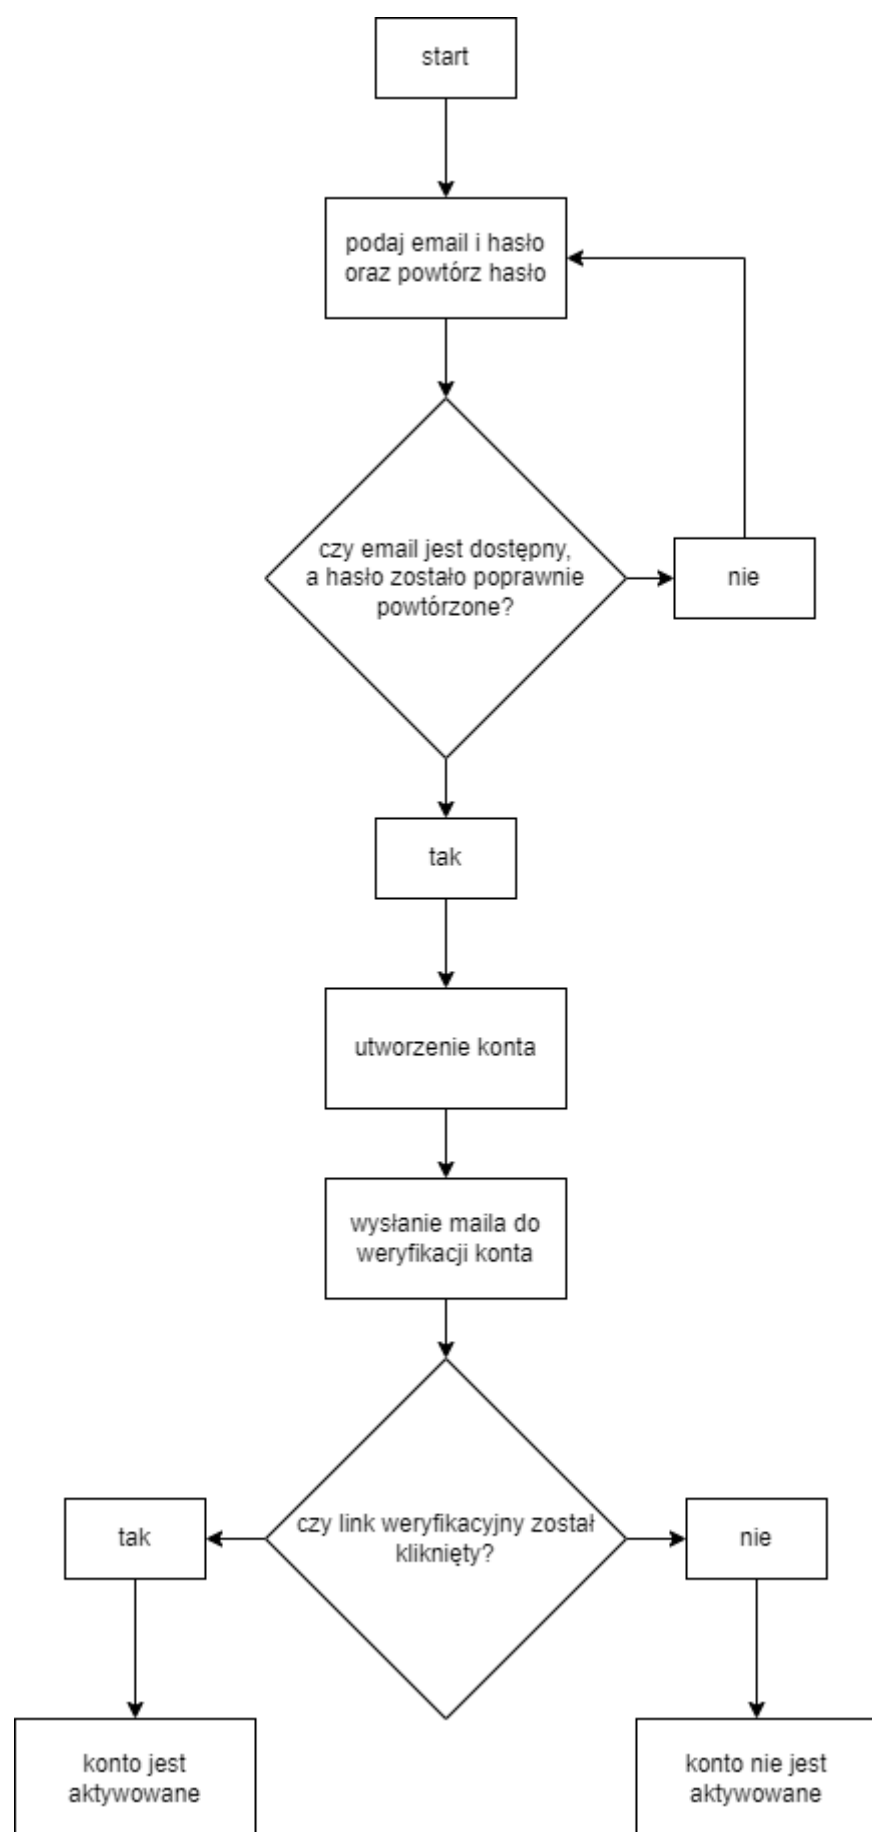 start
podaj email i hasło
oraz powtórz hasło
czy email jest dostępny,
a hasło zostało poprawnie
powtórzone?
nie
tak
utworzenie konta
wysłanie maila do
weryfikacji konta
czy link weryfikacyjny został
kliknięty?
tak
nie
konto jest
aktywowane
konto nie jest
aktywowane